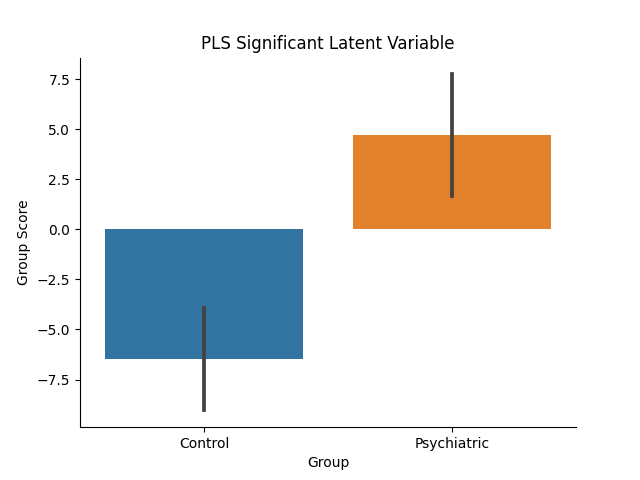 PLS Significant Latent Variable
7.5
5.0
2.5
0.0
−2.5
−5.0
−7.5
Group Score
Control
Psychiatric
Group